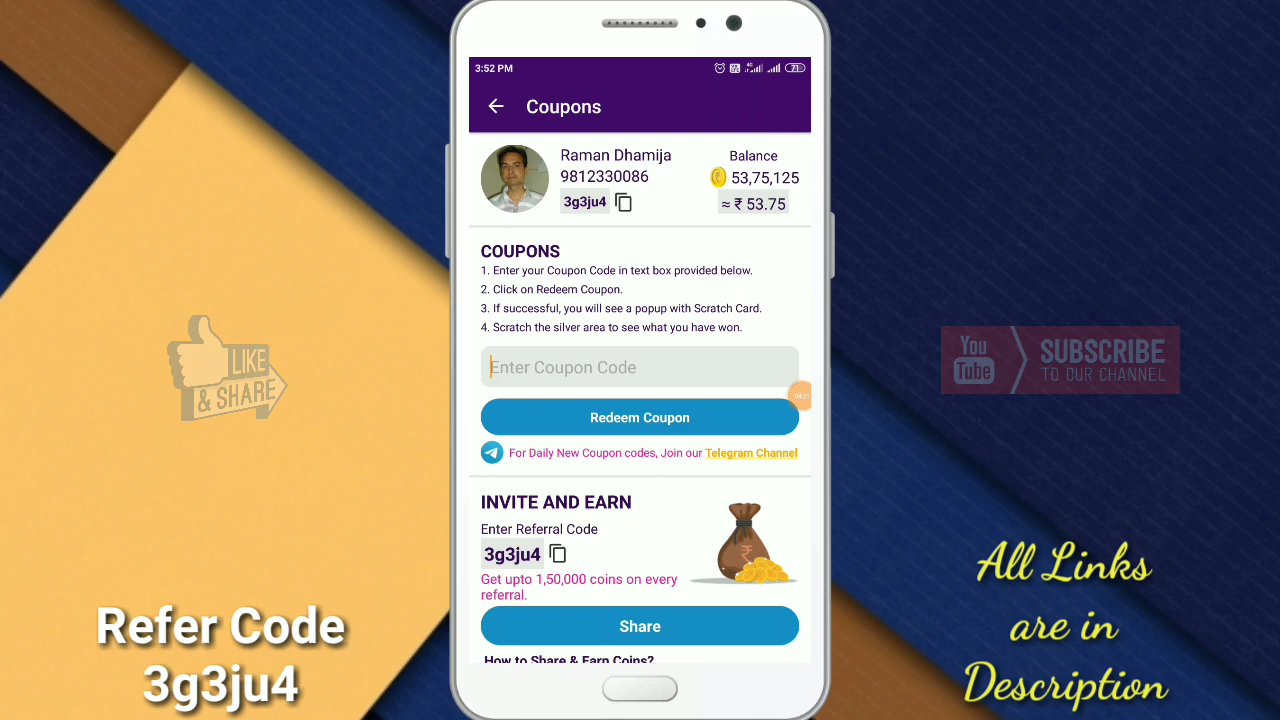 3:52 PM
4G
71
Coupons
Raman Dhamija
9812330086
3g3ju4
Balance
53,75,125
≈ ₹ 53.75
COUPONS
1. Enter your Coupon Code in text box provided below.
2. Click on Redeem Coupon.
3. If successful, you will see a popup with Scratch Card.
4. Scratch the silver area to see what you have won.
Enter Coupon Code
04:21
Redeem Coupon
For Daily New Coupon codes, Join our Telegram Channel
INVITE AND EARN
Enter Referral Code
3g3ju4
Get upto 1,50,000 coins on every
referral.
Share
How to Share & Earn Coins?
LIKE
& SHARE
Refer Code
3g3ju4
You
Tube
SUBSCRIBE
TO OUR CHANNEL
All Links
are in
Description